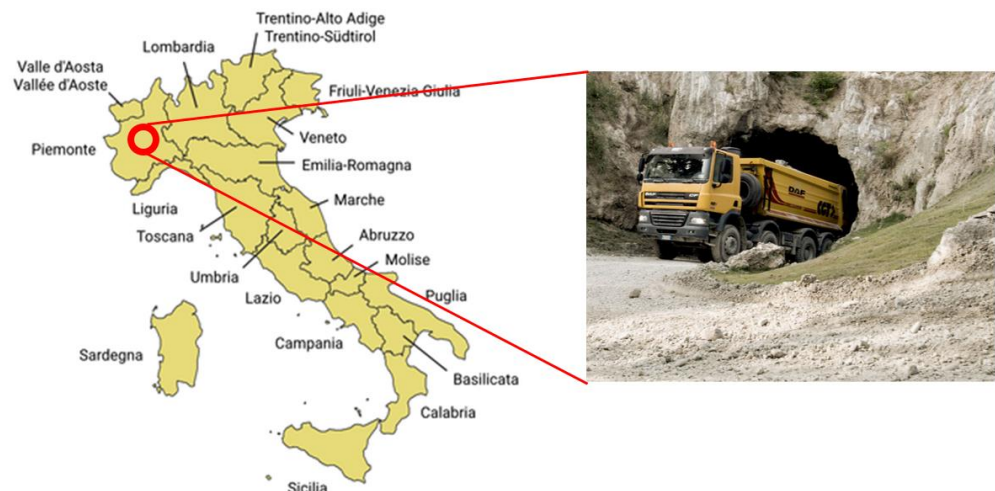 Trentino-Alto Adige
Trentino-Südtirol
Lombardia
Valle d'Aosta
Vallée d'Aoste
Friuli-Venezia Giulia
Veneto
Piemonte
Emilia-Romagna
Liguria
Marche
Toscana
Abruzzo
Umbria
Molise
Lazio
Puglia
Campania
Sardegna
Basilicata
Calabria
Sicilia
DAF
DAF